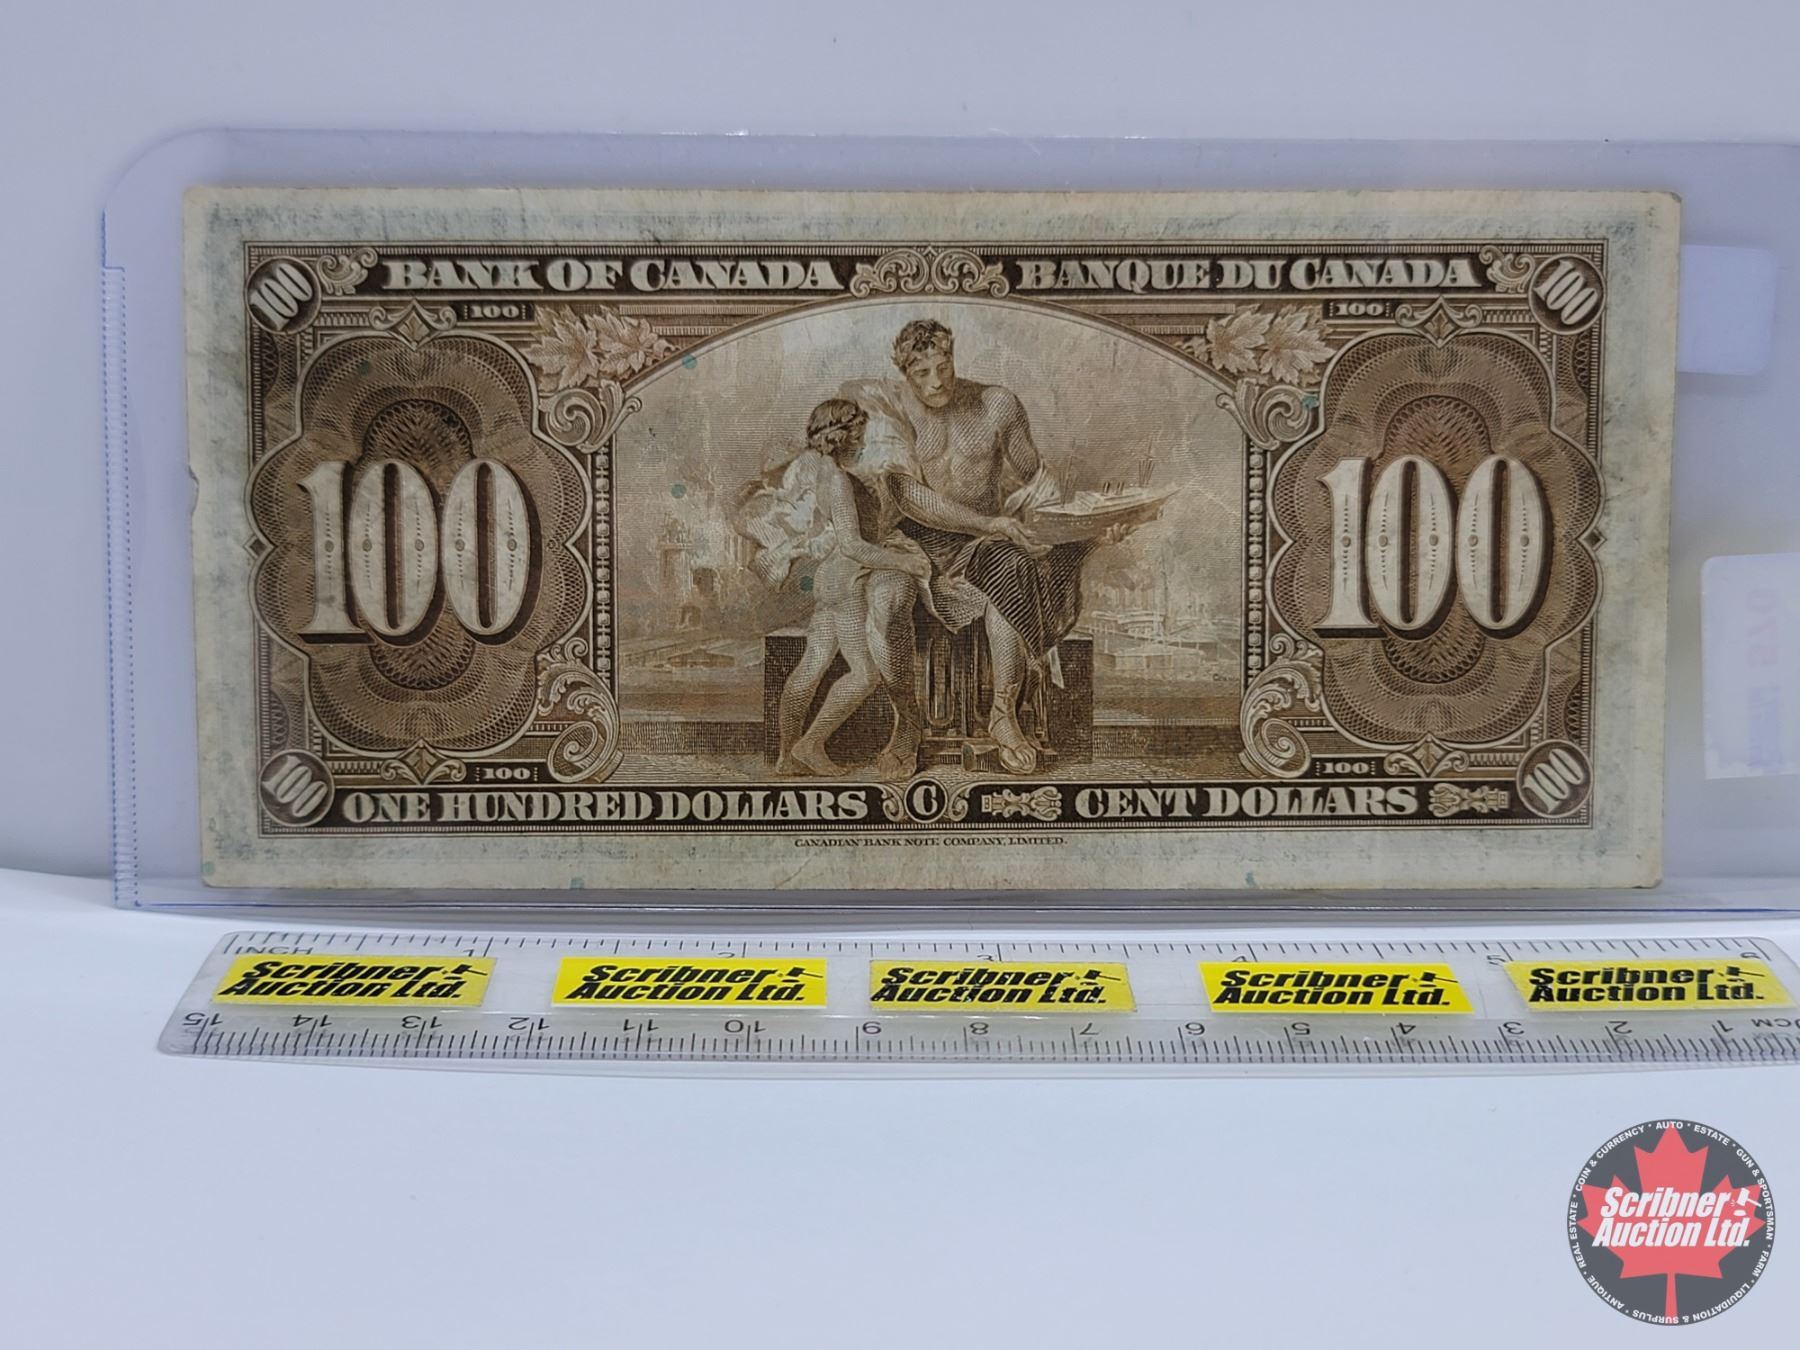 BANK OF CANADA BANQUE DU CANADA
100 100 100 100
100 100
100 100 100 100
ONE HUNDRED DOLLARS C CENT DOLLARS
CANADIAN BANK NOTE COMPANY, LIMITED.
INCH 1 2 3 4 5 6
Scribner Auction Ltd. Scribner Auction Ltd. Scribner Auction Ltd. Scribner Auction Ltd. Scribner Auction Ltd.
15 14 13 12 11 10 9 8 7 6 5 4 3 2 1 CM
COIN & CURRENCY * AUTO * ESTATE * GUN & SPORTSMAN * FARM * LIQUIDATION & SURPLUS * ANTIQUE * REAL ESTATE *
Scribner
Auction Ltd.